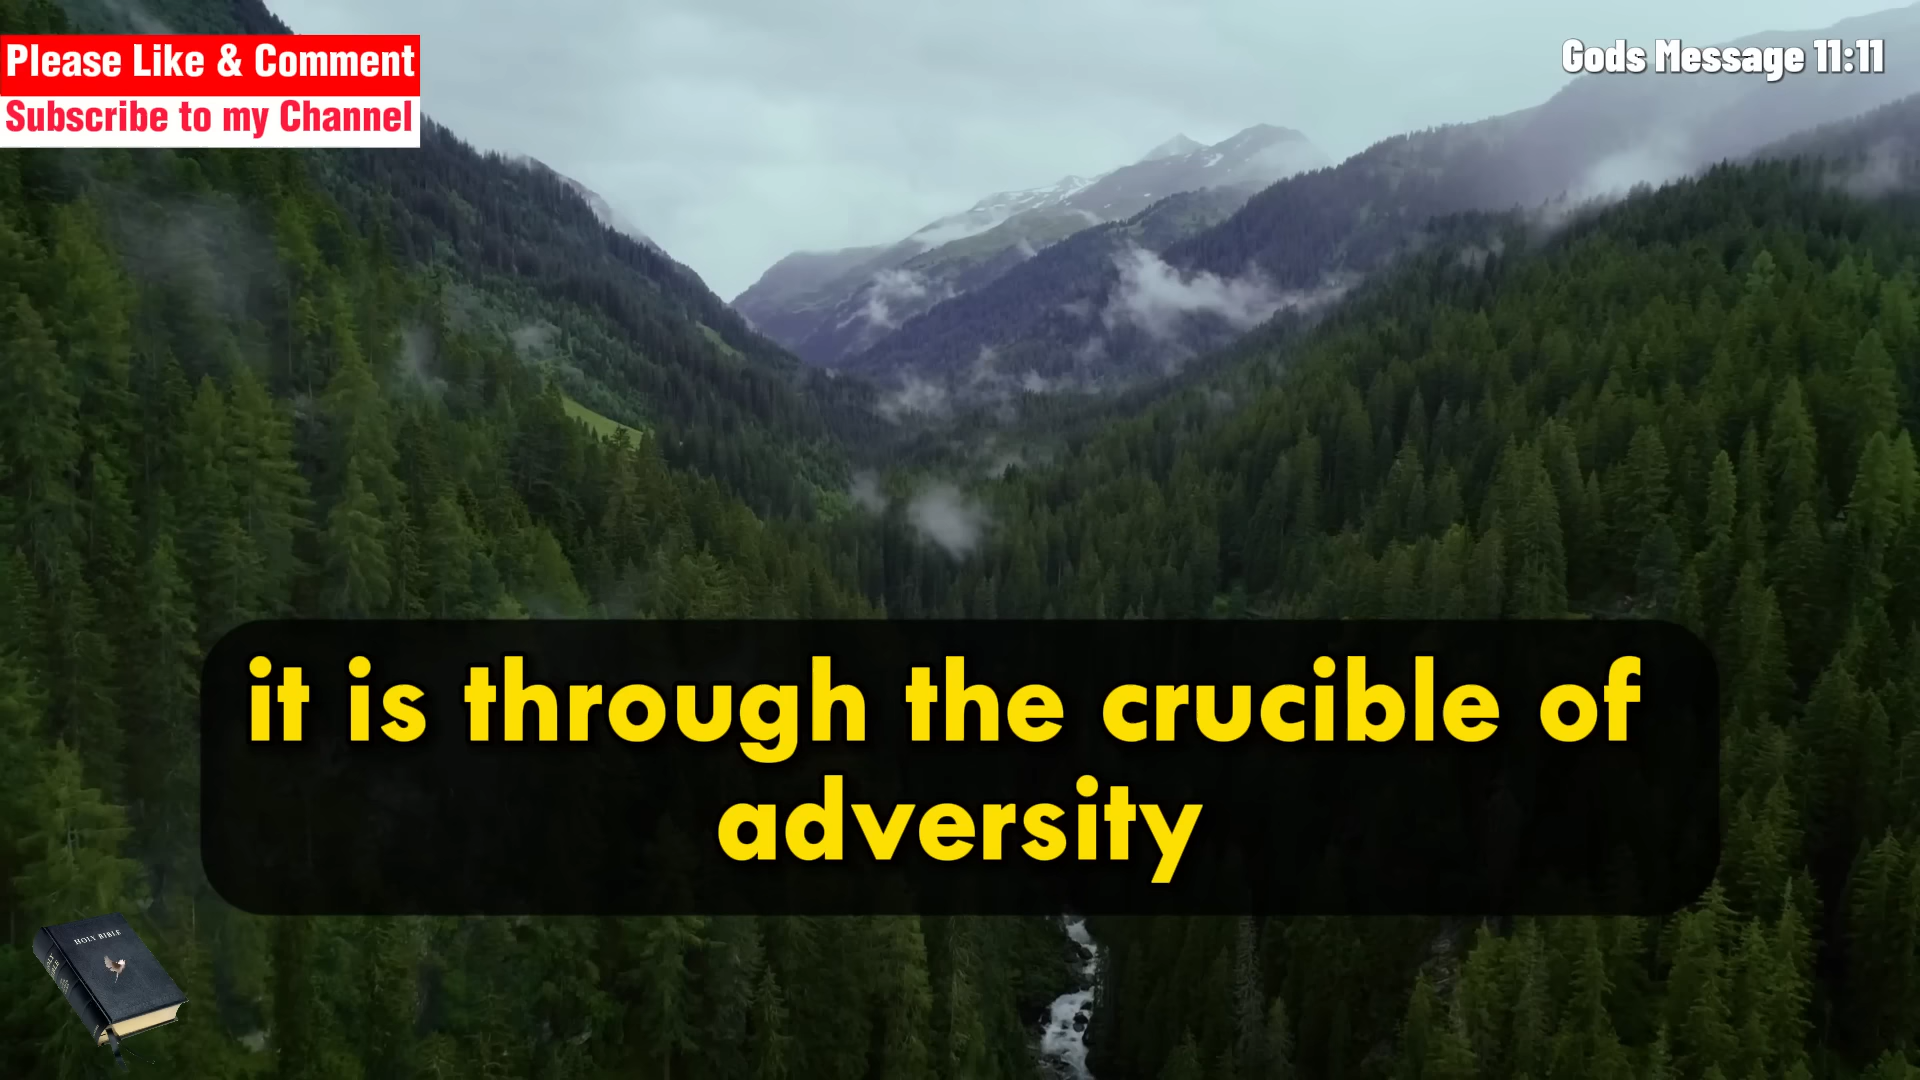 Please Like & Comment
Subscribe to my Channel
Gods Message 11:11
it is through the crucible of
adversity
HOLY BIBLE